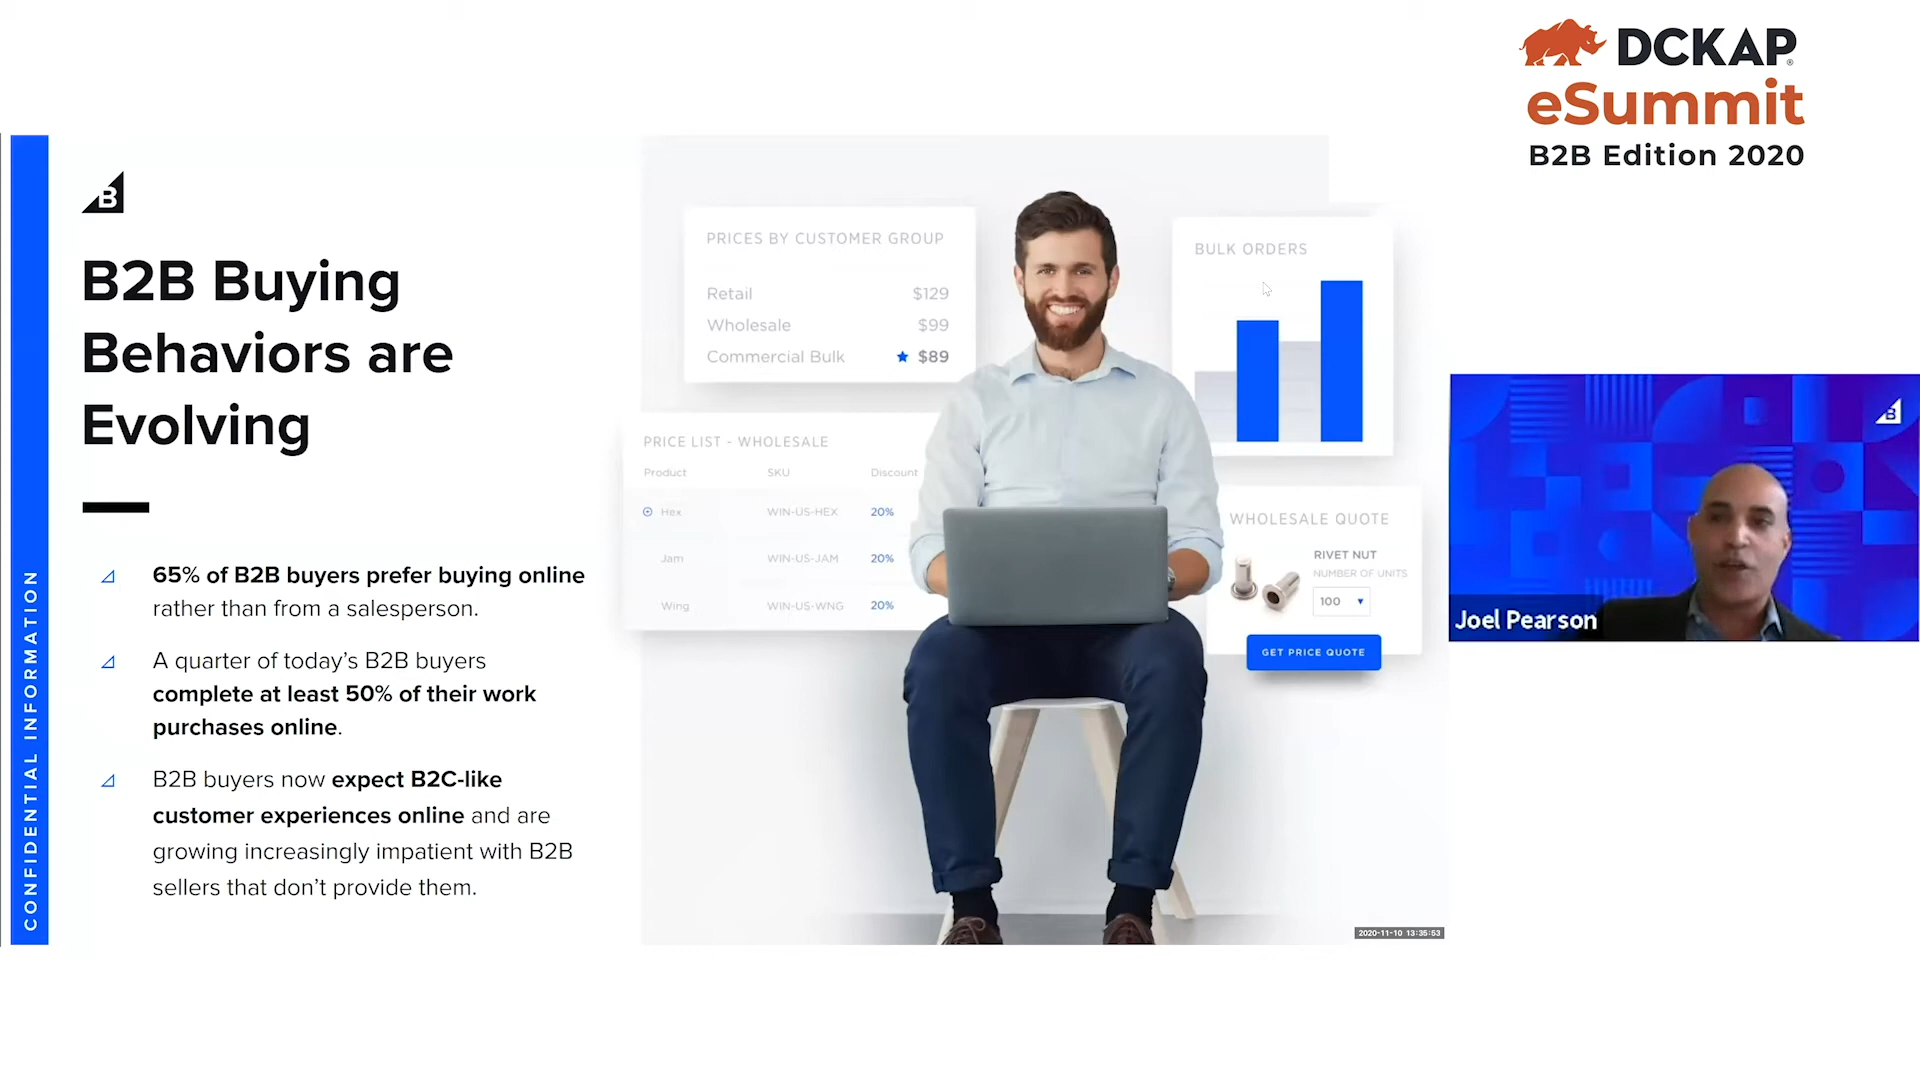 DCKAP
eSummit
B2B Edition 2020
B
B2B Buying
Behaviors are
Evolving
65% of B2B buyers prefer buying online
rather than from a salesperson.
A quarter of today's B2B buyers
complete at least 50% of their work
purchases online.
B2B buyers now expect B2C-like
customer experiences online and are
growing increasingly impatient with B2B
sellers that don't provide them.
CONFIDENTIAL INFORMATION
PRICES BY CUSTOMER GROUP
Retail $129
Wholesale $99
Commercial Bulk $89
PRICE LIST - WHOLESALE
Product SKU Discount
Hex WIN-US-HEX 20%
Jam WIN-US-JAM 20%
Wing WIN-US-WNG 20%
BULK ORDERS
WHOLESALE QUOTE
RIVET NUT
NUMBER OF UNITS
100
GET PRICE QUOTE
2020-11-10 13:35:53
B
Joel Pearson